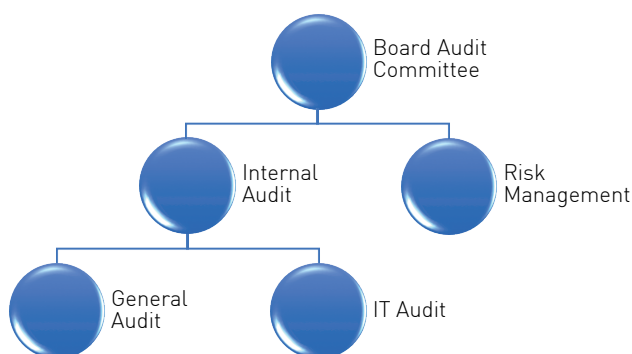 Board Audit
Committee
Internal
Audit
Risk
Management
General
Audit
IT Audit